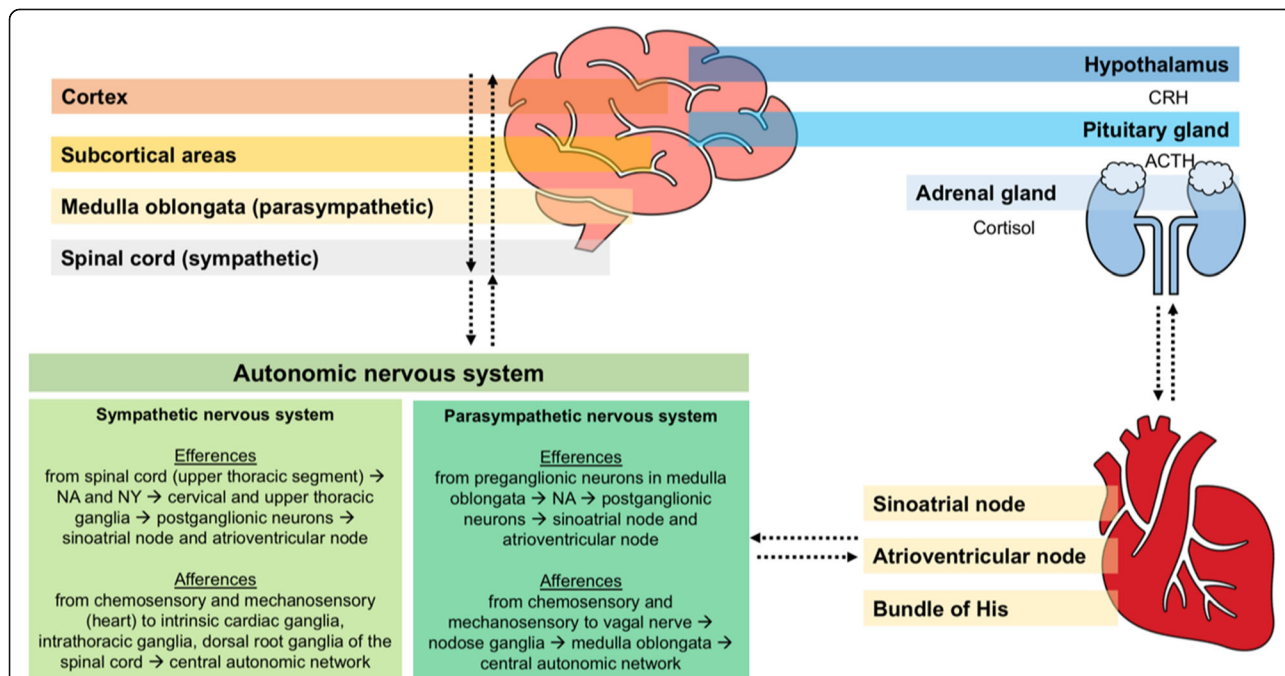 Cortex
Subcortical areas
Medulla oblongata (parasympathetic)
Spinal cord (sympathetic)
Hypothalamus
CRH
Pituitary gland
ACTH
Adrenal gland
Cortisol
Autonomic nervous system
Sympathetic nervous system
Efferences
from spinal cord (upper thoracic segment) →
NA and NY → cervical and upper thoracic
ganglia → postganglionic neurons →
sinoatrial node and atrioventricular node
Afferences
from chemosensory and mechanosensory
(heart) to intrinsic cardiac ganglia,
intrathoracic ganglia, dorsal root ganglia of the
spinal cord → central autonomic network
Parasympathetic nervous system
Efferences
from preganglionic neurons in medulla
oblongata → NA → postganglionic
neurons → sinoatrial node and
atrioventricular node
Afferences
from chemosensory and
mechanosensory to vagal nerve →
nodose ganglia → medulla oblongata →
central autonomic network
Sinoatrial node
Atrioventricular node
Bundle of His